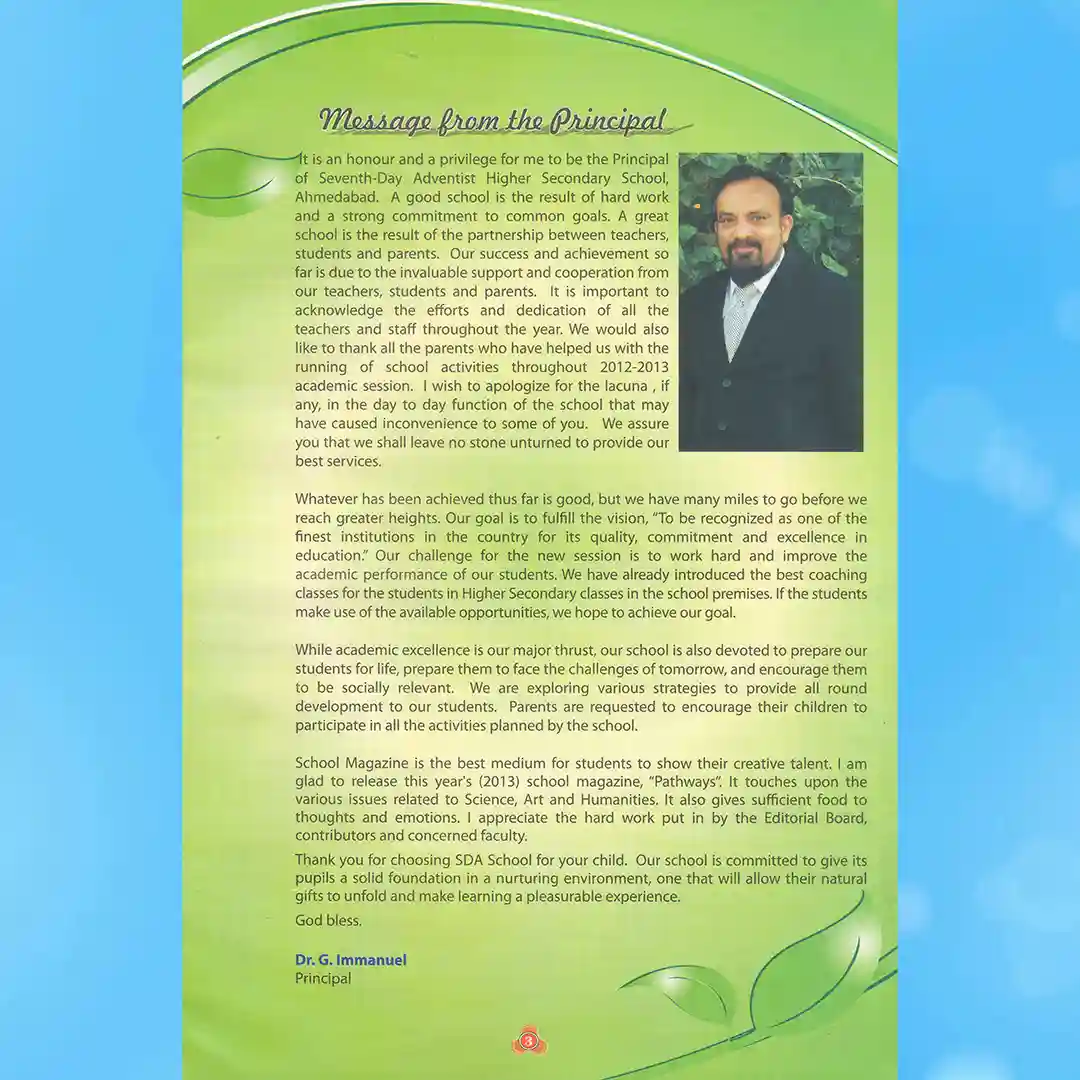 Message from the Principal
It is an honour and a privilege for me to be the Principal
of Seventh-Day Adventist Higher Secondary School,
Ahmedabad. A good school is the result of hard work
and a strong commitment to common goals. A great
school is the result of the partnership between teachers,
students and parents. Our success and achievement so
far is due to the invaluable support and cooperation from
our teachers, students and parents. It is important to
acknowledge the efforts and dedication of all the
teachers and staff throughout the year. We would also
like to thank all the parents who have helped us with the
running of school activities throughout 2012-2013
academic session. I wish to apologize for the lacuna , if
any, in the day to day function of the school that may
have caused inconvenience to some of you. We assure
you that we shall leave no stone unturned to provide our
best services.
Whatever has been achieved thus far is good, but we have many miles to go before we
reach greater heights. Our goal is to fulfill the vision, “To be recognized as one of the
finest institutions in the country for its quality, commitment and excellence in
education.” Our challenge for the new session is to work hard and improve the
academic performance of our students. We have already introduced the best coaching
classes for the students in Higher Secondary classes in the school premises. If the students
make use of the available opportunities, we hope to achieve our goal.
While academic excellence is our major thrust, our school is also devoted to prepare our
students for life, prepare them to face the challenges of tomorrow, and encourage them
to be socially relevant. We are exploring various strategies to provide all round
development to our students. Parents are requested to encourage their children to
participate in all the activities planned by the school.
School Magazine is the best medium for students to show their creative talent. I am
glad to release this year's (2013) school magazine, “Pathways”. It touches upon the
various issues related to Science, Art and Humanities. It also gives sufficient food to
thoughts and emotions. I appreciate the hard work put in by the Editorial Board,
contributors and concerned faculty.
Thank you for choosing SDA School for your child. Our school is committed to give its
pupils a solid foundation in a nurturing environment, one that will allow their natural
gifts to unfold and make learning a pleasurable experience.
God bless.
Dr. G. Immanuel
Principal
3